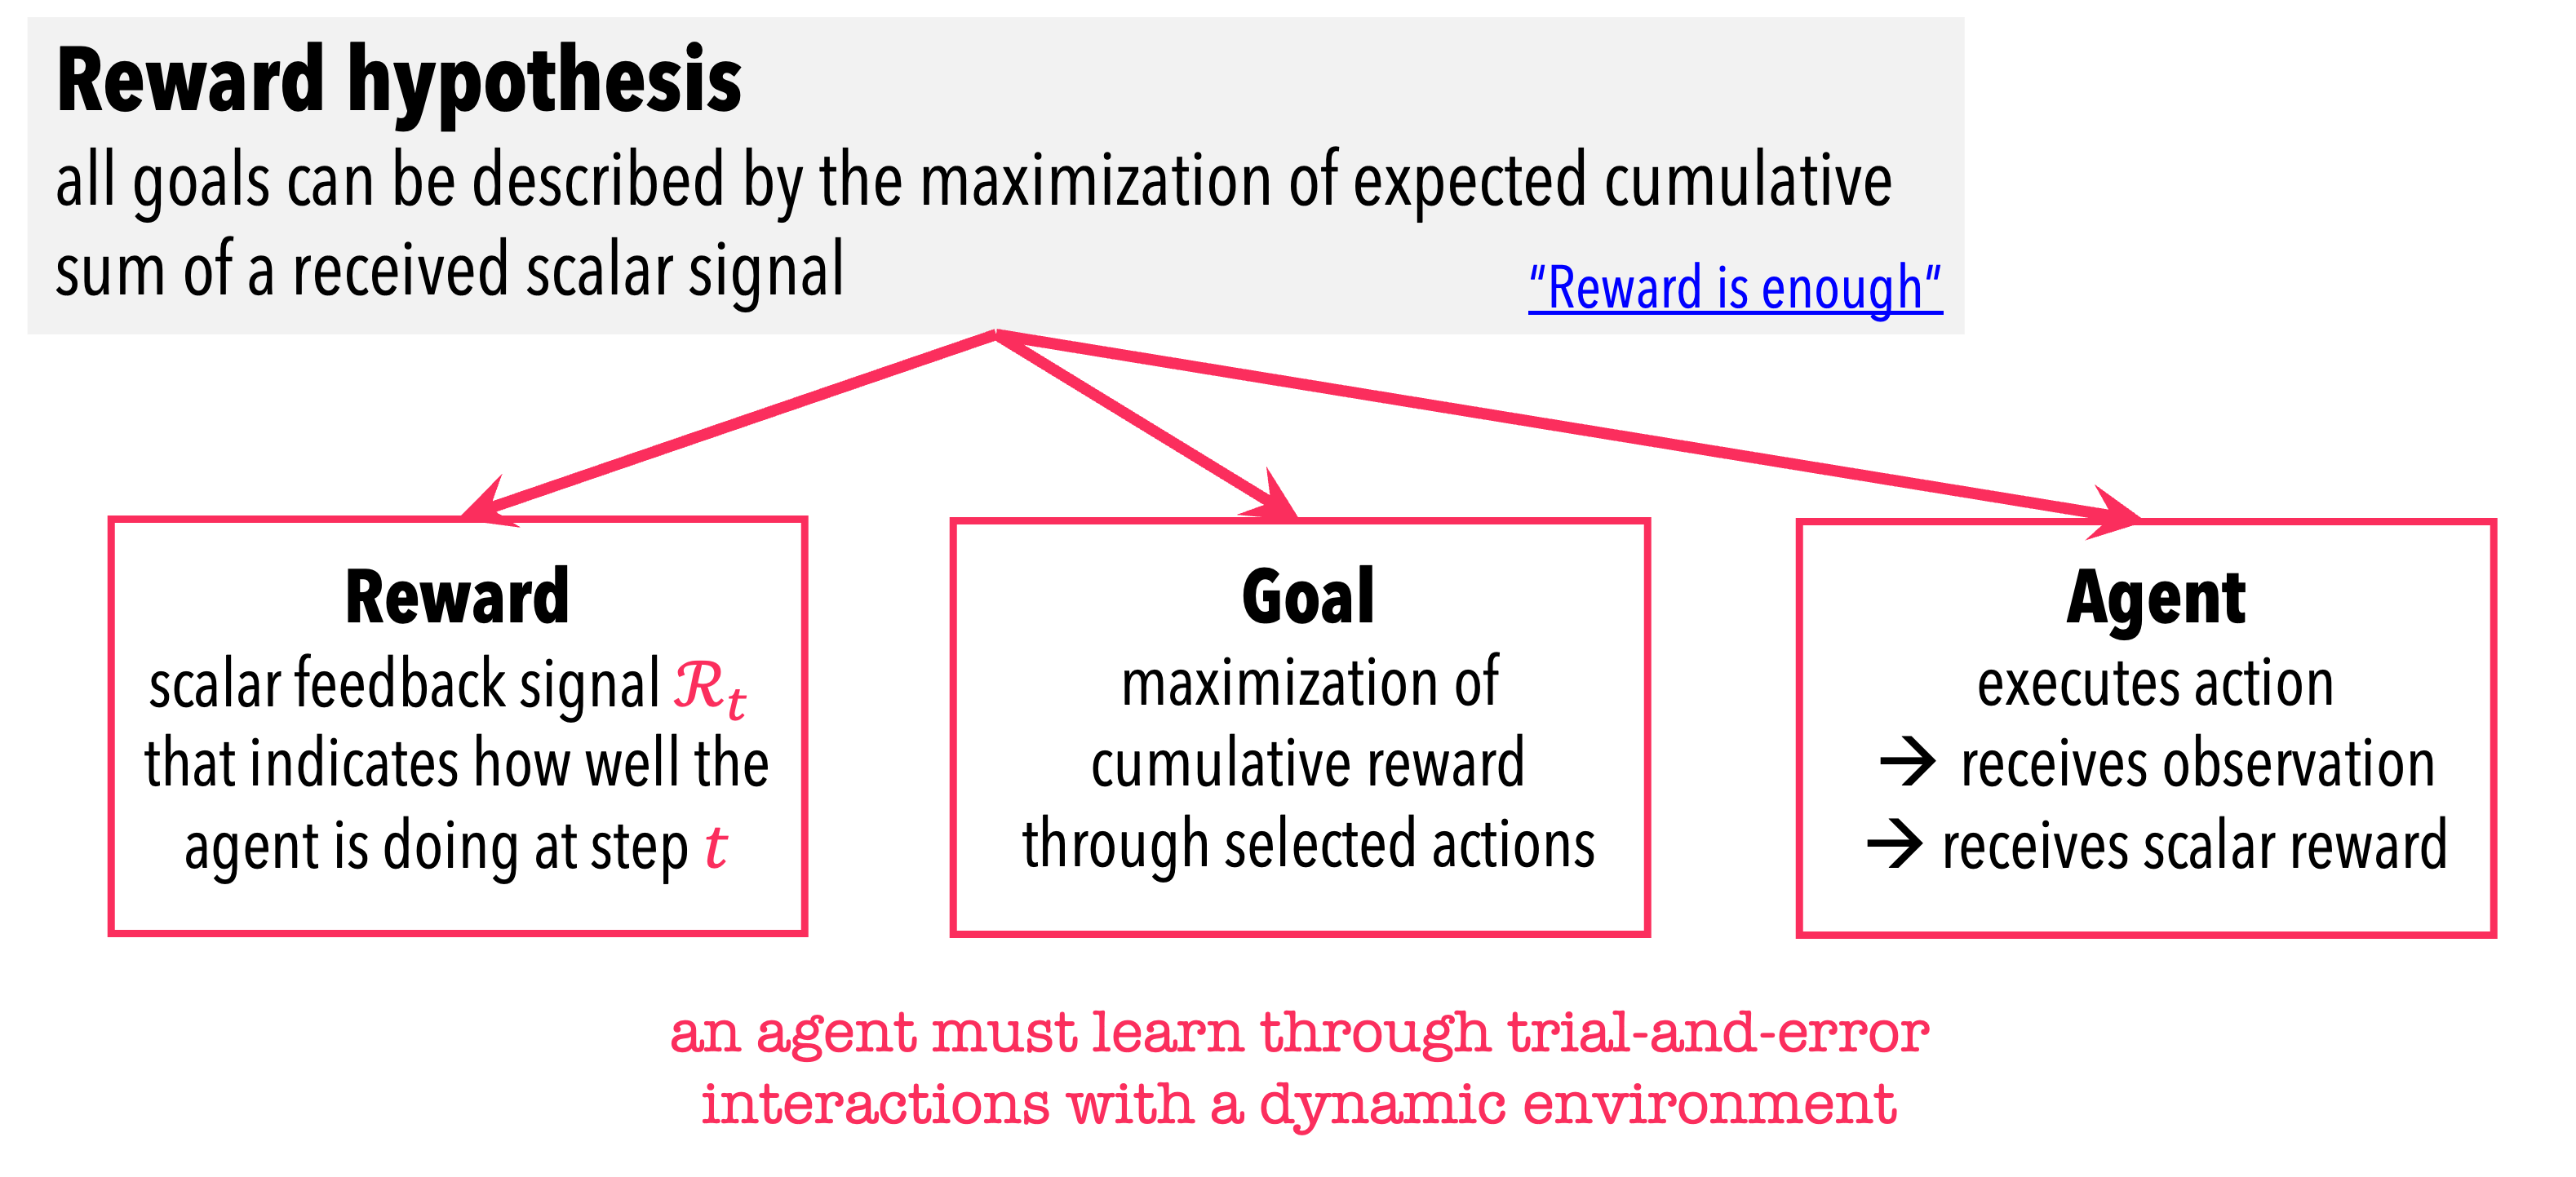 Reward hypothesis
all goals can be described by the maximization of expected cumulative
sum of a received scalar signal
“Reward is enough”
Reward
scalar feedback signal ℛₜ
that indicates how well the
agent is doing at step t
Goal
maximization of
cumulative reward
through selected actions
Agent
executes action
→ receives observation
→ receives scalar reward
an agent must learn through trial-and-error
interactions with a dynamic environment